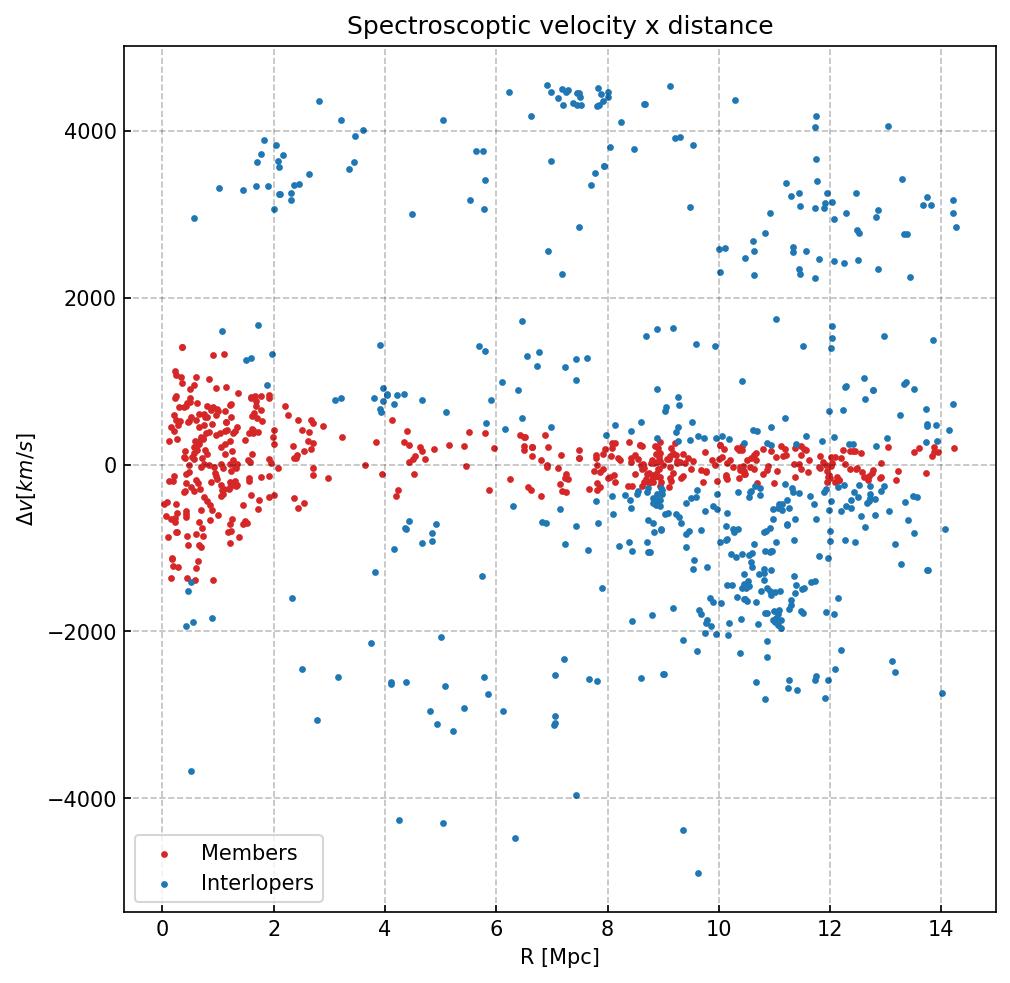 Spectroscoptic velocity x distance
4000
2000
0
−2000
−4000
Δv[km/s]
Members
Interlopers
0 2 4 6 8 10 12 14
R [Mpc]